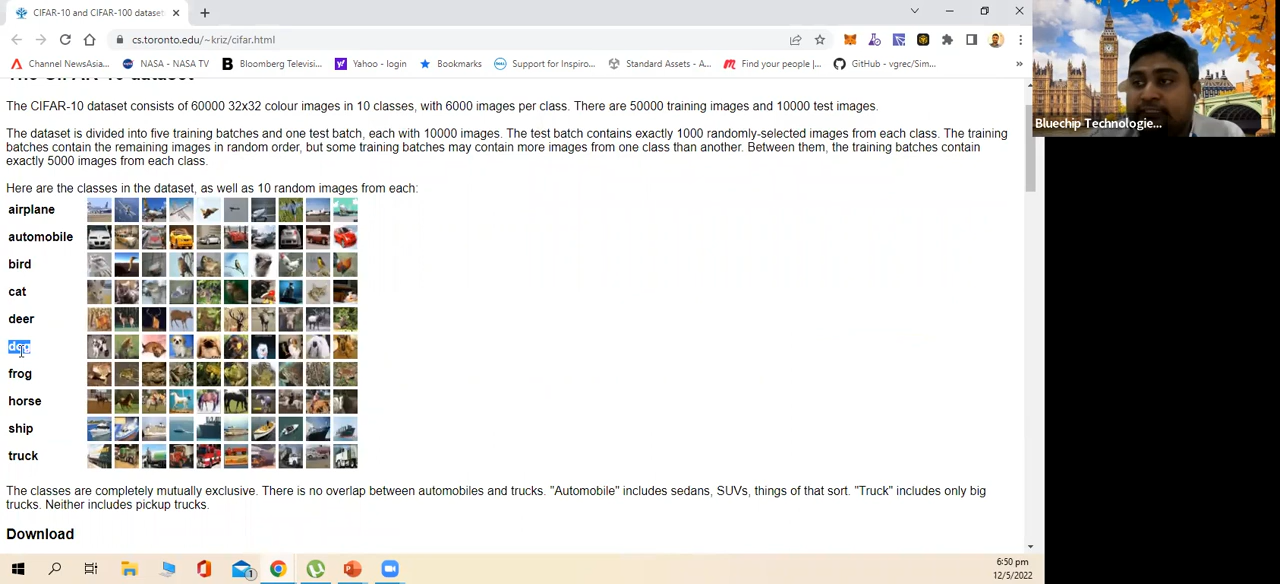 CIFAR-10 and CIFAR-100 dataset
cs.toronto.edu/~kriz/cifar.html
Channel NewsAsia...
NASA - NASA TV
Bloomberg Televisi...
Yahoo - login
Bookmarks
Support for Inspiro...
Standard Assets - A...
Find your people |...
GitHub - vgrec/Sim...
Bluechip Technologie...
The CIFAR-10 dataset
The CIFAR-10 dataset consists of 60000 32x32 colour images in 10 classes, with 6000 images per class. There are 50000 training images and 10000 test images.
The dataset is divided into five training batches and one test batch, each with 10000 images. The test batch contains exactly 1000 randomly-selected images from each class. The training
batches contain the remaining images in random order, but some training batches may contain more images from one class than another. Between them, the training batches contain
exactly 5000 images from each class.
Here are the classes in the dataset, as well as 10 random images from each:
airplane
automobile
bird
cat
deer
dog
frog
horse
ship
truck
The classes are completely mutually exclusive. There is no overlap between automobiles and trucks. "Automobile" includes sedans, SUVs, things of that sort. "Truck" includes only big
trucks. Neither includes pickup trucks.
Download
1
6:50 pm
12/5/2022